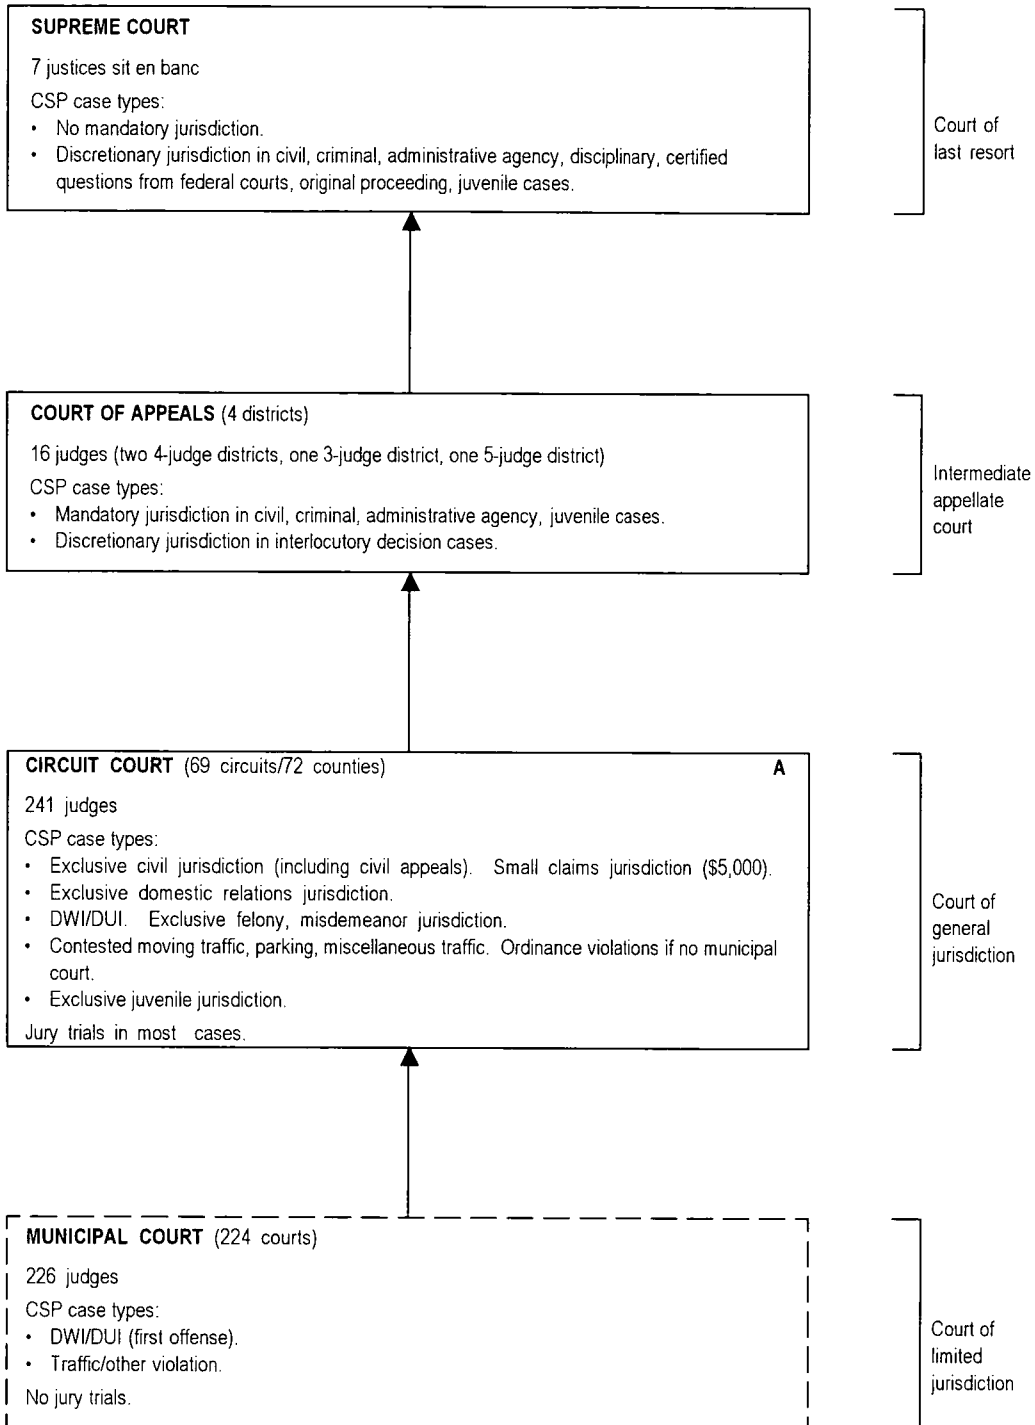 SUPREME COURT
7 justices sit en banc
CSP case types:
• No mandatory jurisdiction.
• Discretionary jurisdiction in civil, criminal, administrative agency, disciplinary, certified
questions from federal courts, original proceeding, juvenile cases.
Court of
last resort
COURT OF APPEALS (4 districts)
16 judges (two 4-judge districts, one 3-judge district, one 5-judge district)
CSP case types:
• Mandatory jurisdiction in civil, criminal, administrative agency, juvenile cases.
• Discretionary jurisdiction in interlocutory decision cases.
Intermediate
appellate
court
CIRCUIT COURT (69 circuits/72 counties) A
241 judges
CSP case types:
• Exclusive civil jurisdiction (including civil appeals). Small claims jurisdiction ($5,000).
• Exclusive domestic relations jurisdiction.
• DWI/DUI. Exclusive felony, misdemeanor jurisdiction.
• Contested moving traffic, parking, miscellaneous traffic. Ordinance violations if no municipal
court.
• Exclusive juvenile jurisdiction.
Jury trials in most cases.
Court of
general
jurisdiction
MUNICIPAL COURT (224 courts)
226 judges
CSP case types:
• DWI/DUI (first offense).
• Traffic/other violation.
No jury trials.
Court of
limited
jurisdiction